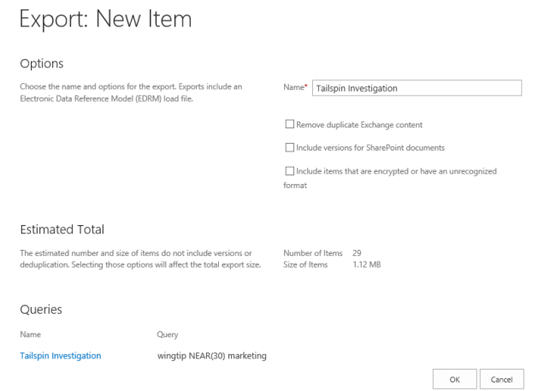 Export: New Item
Options
Choose the name and options for the export. Exports include an
Electronic Data Reference Model (EDRM) load file.
Name* Tailspin Investigation
Remove duplicate Exchange content
Include versions for SharePoint documents
Include items that are encrypted or have an unrecognized
format
Estimated Total
The estimated number and size of items do not include versions or
deduplication. Selecting those options will affect the total export size.
Number of Items 29
Size of Items 1.12 MB
Queries
Name Query
Tailspin Investigation wingtip NEAR(30) marketing
OK Cancel